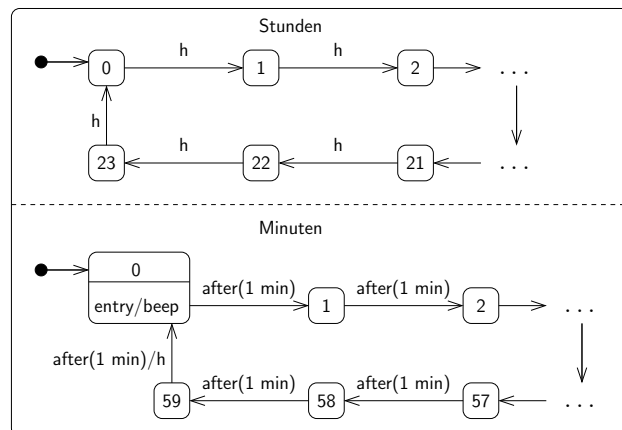 Stunden
h h
0 1 2 ...
h
h h
23 22 21 ...
Minuten
0
after(1 min) after(1 min)
entry/beep 1 2 ...
after(1 min)/h
after(1 min) after(1 min)
59 58 57 ...